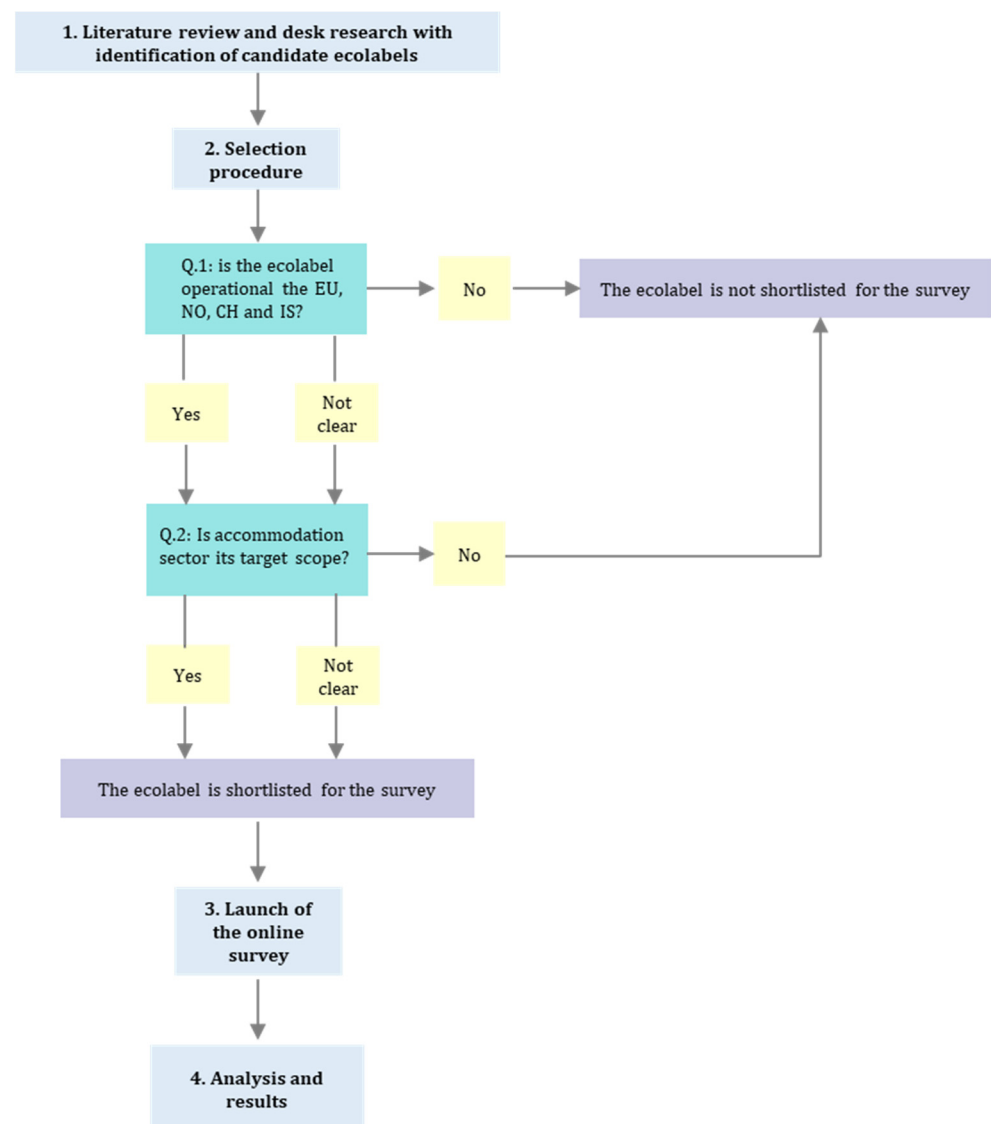 1. Literature review and desk research with
identification of candidate ecolabels
2. Selection
procedure
Q.1: is the ecolabel
operational the EU,
NO, CH and IS?
No
The ecolabel is not shortlisted for the survey
Yes
Not
clear
Q.2: Is accommodation
sector its target scope?
No
Yes
Not
clear
The ecolabel is shortlisted for the survey
3. Launch of
the online
survey
4. Analysis and
results